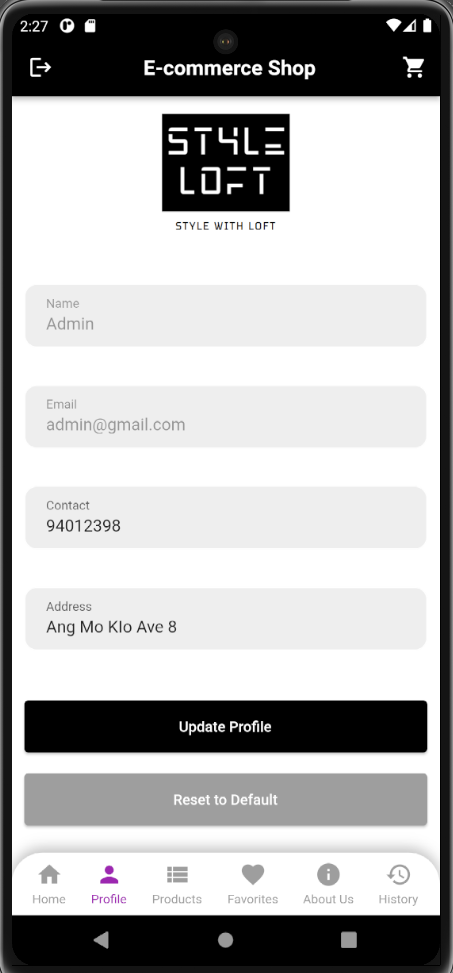 2:27
E-commerce Shop
STYLE
LOFT
STYLE WITH LOFT
Name
Admin
Email
admin@gmail.com
Contact
94012398
Address
Ang Mo KIo Ave 8
Update Profile
Reset to Default
Home Profile Products Favorites About Us History